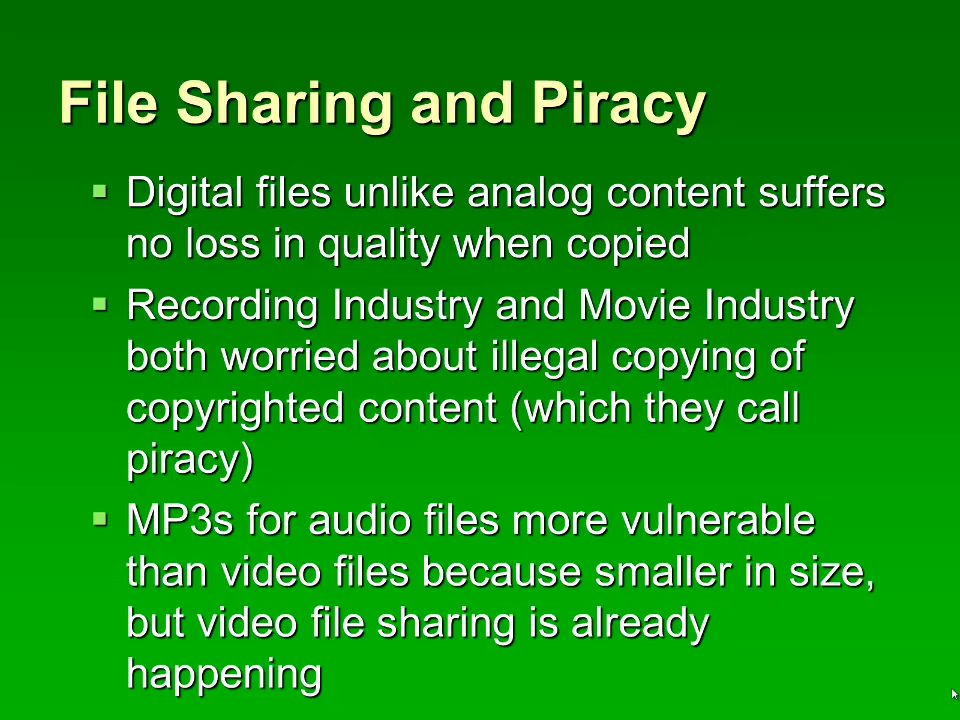 File Sharing and Piracy
▪ Digital files unlike analog content suffers
no loss in quality when copied
▪ Recording Industry and Movie Industry
both worried about illegal copying of
copyrighted content (which they call
piracy)
▪ MP3s for audio files more vulnerable
than video files because smaller in size,
but video file sharing is already
happening